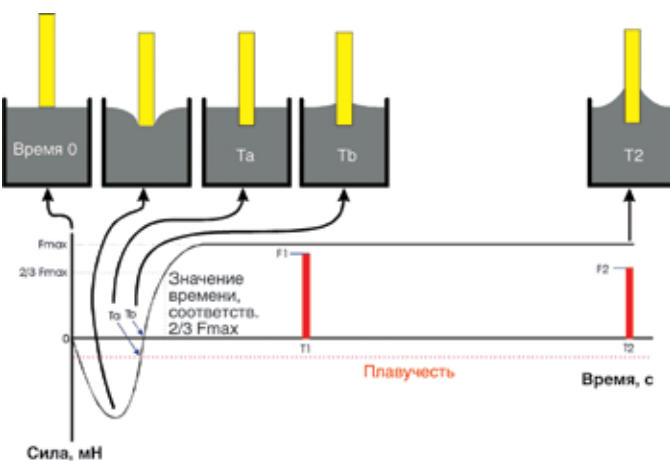 Время 0
Ta
Tb
T2
Fmax
2/3 Fmax
F1
F2
Значение
времени,
соответств.
2/3 Fmax
Ta
Tb
0
T1
T2
Плавучесть
Время, с
Сила, мН